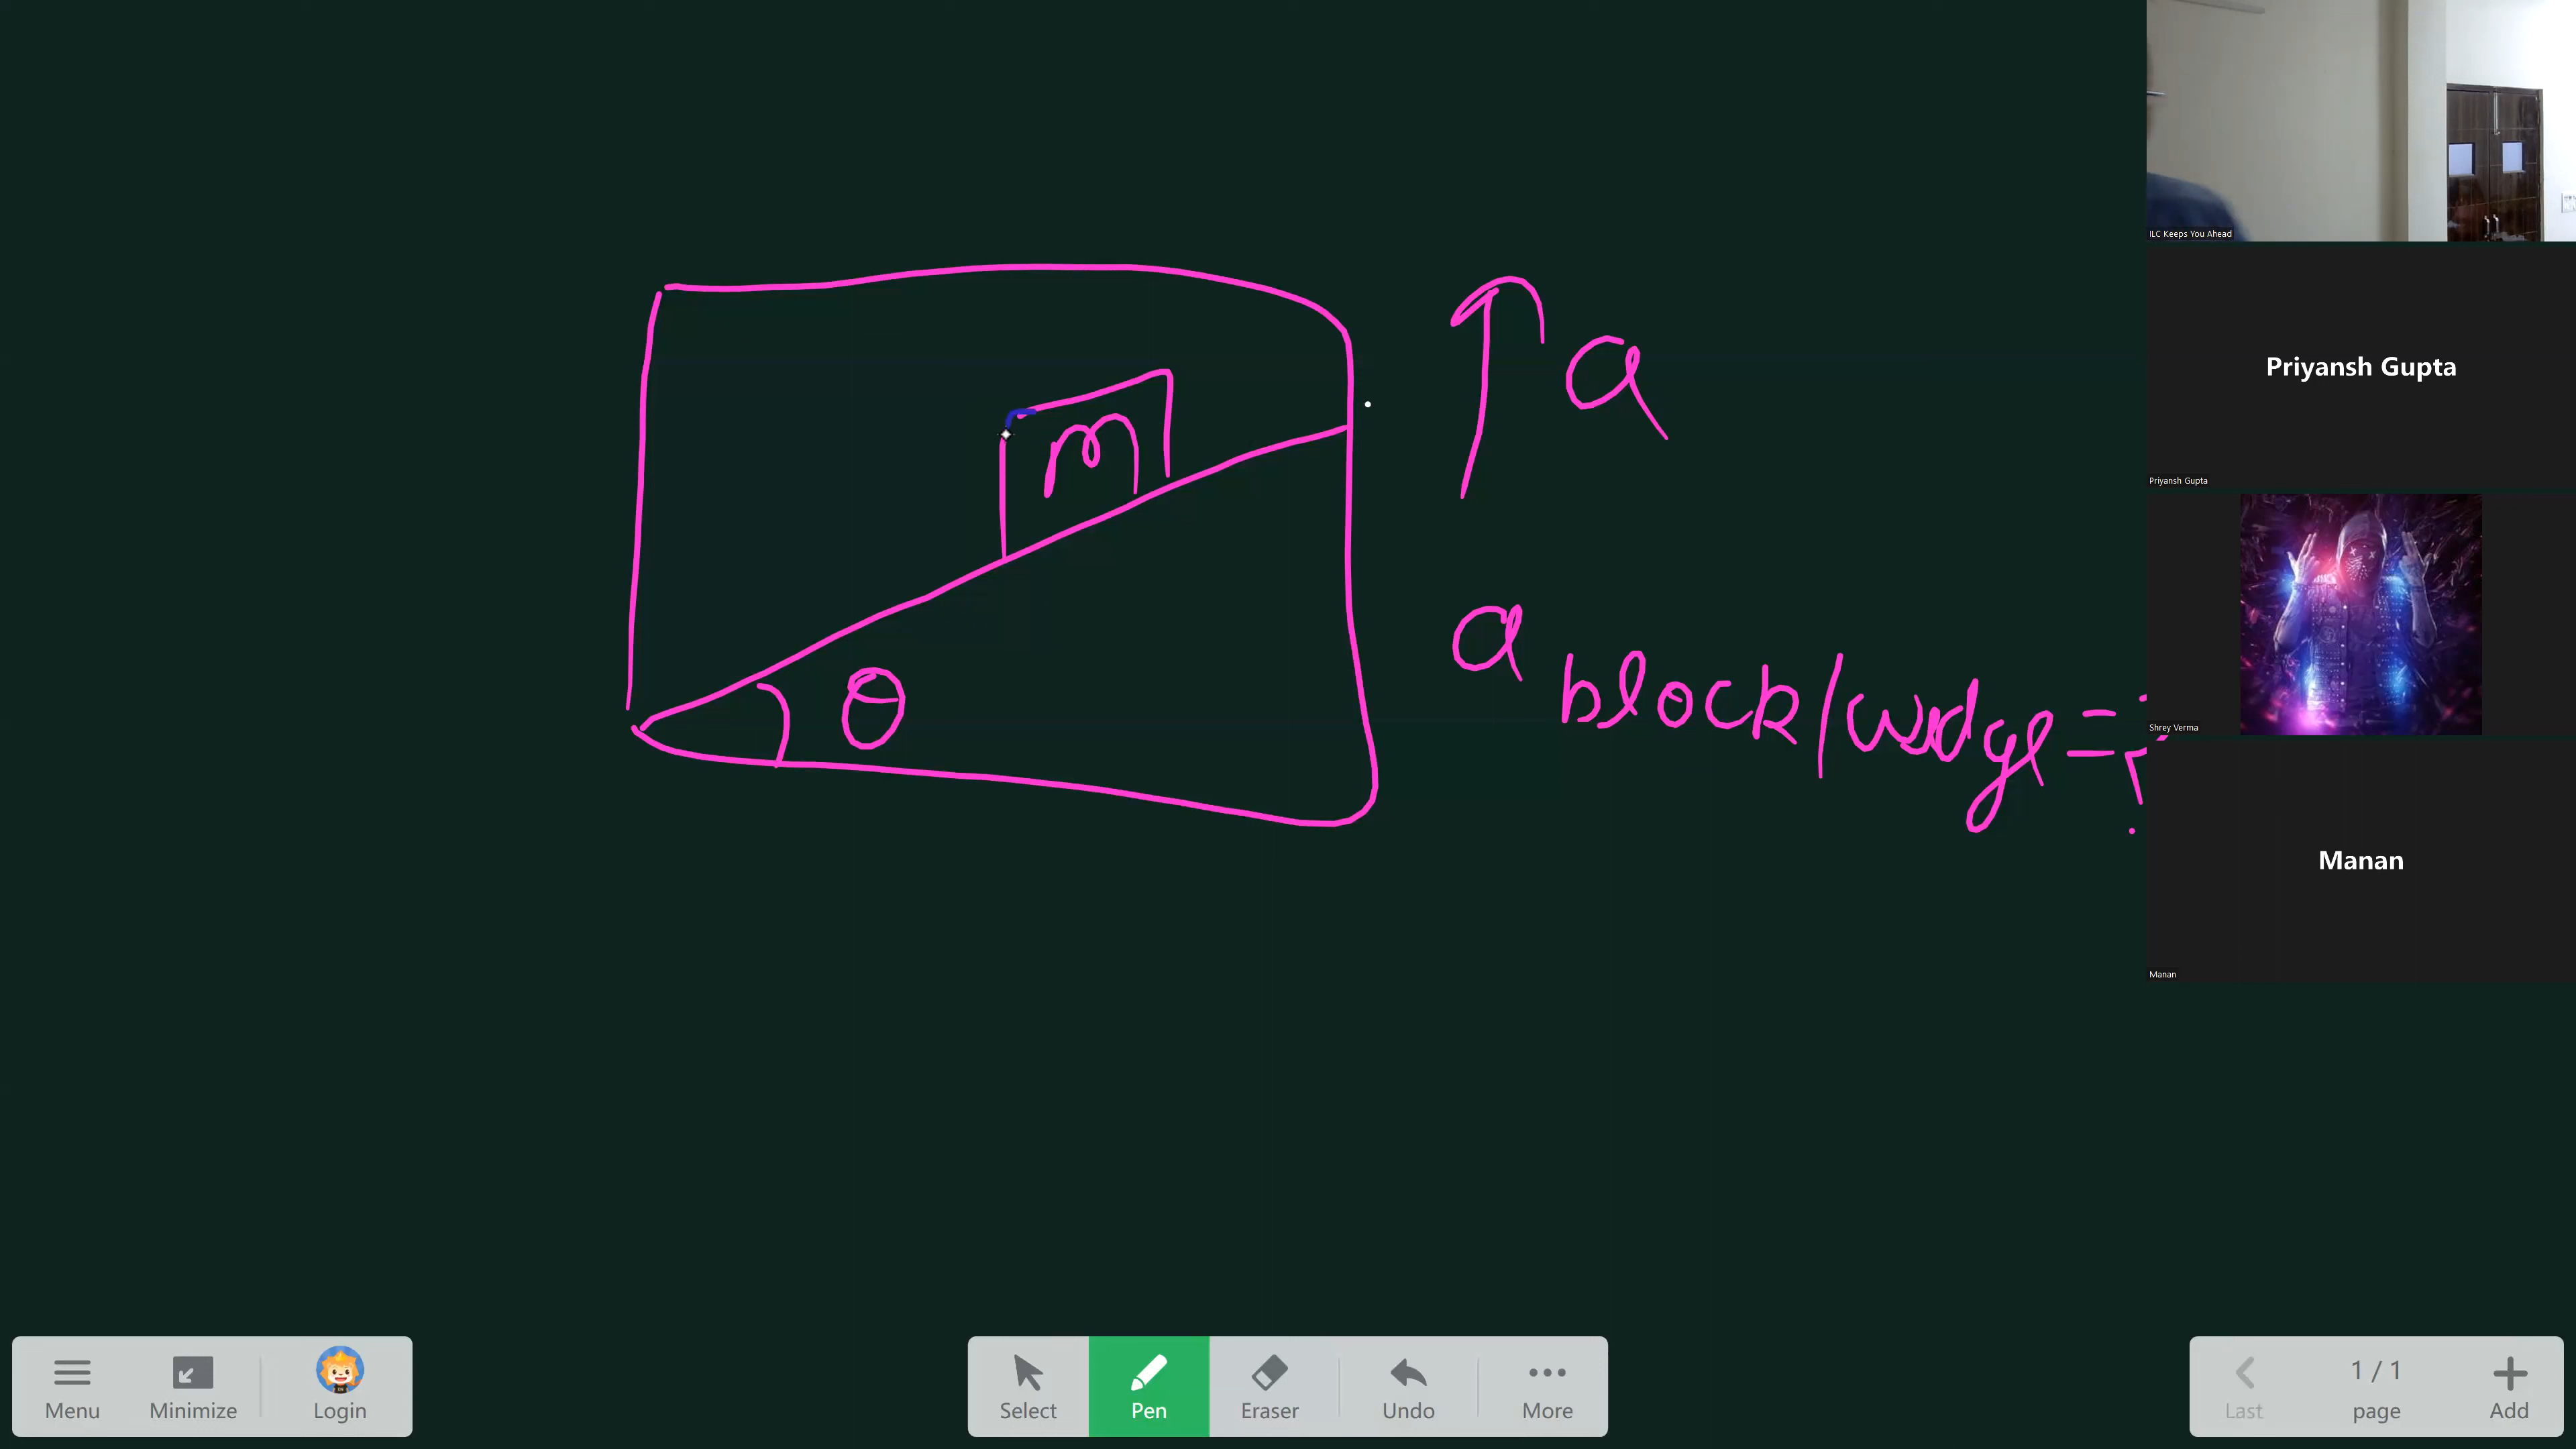 a
m
θ
a block/wedge = ?
ILC Keeps You Ahead
Priyansh Gupta
Priyansh Gupta
Shrey Verma
Manan
Manan
Menu
Minimize
Login
Select
Pen
Eraser
Undo
More
Last
1 / 1
page
Add